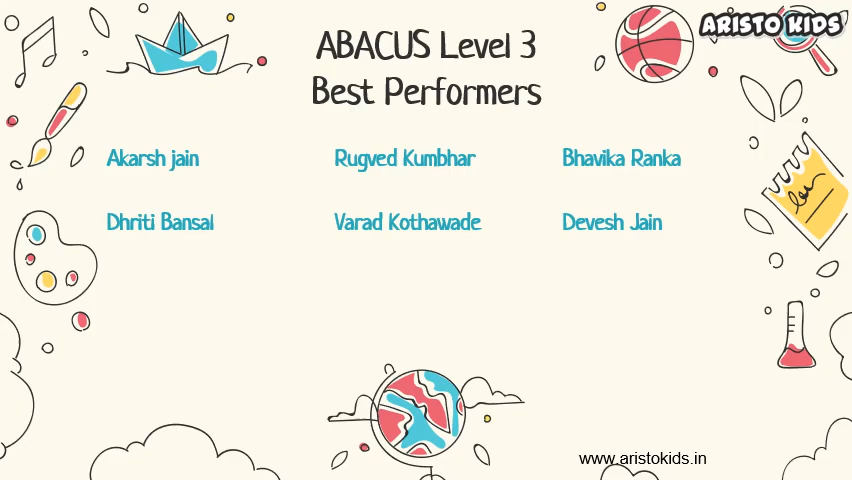 ARISTO KIDS
ABACUS Level 3
Best Performers
Akarsh jain Rugved Kumbhar Bhavika Ranka
Dhriti Bansal Varad Kothawade Devesh Jain
www.aristokids.in